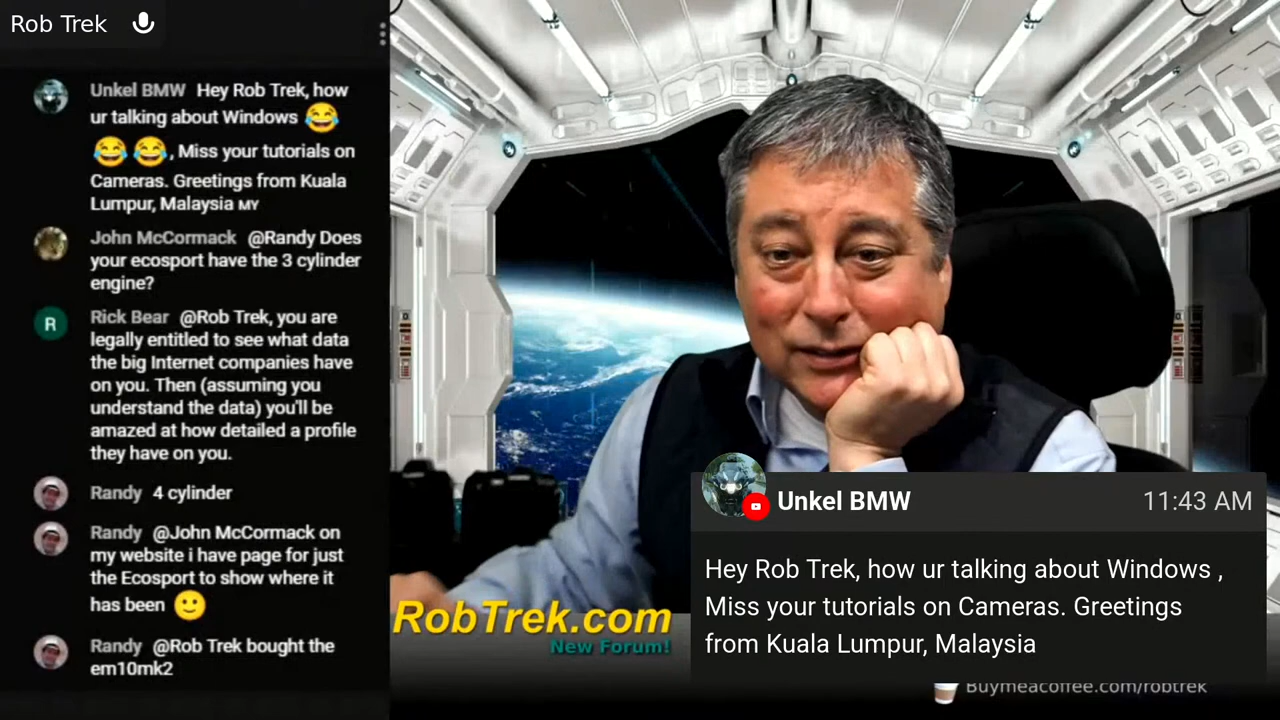 Rob Trek
Unkel BMW Hey Rob Trek, how
ur talking about Windows 😂
😂😂, Miss your tutorials on
Cameras. Greetings from Kuala
Lumpur, Malaysia MY
John McCormack @Randy Does
your ecosport have the 3 cylinder
engine?
R
Rick Bear @Rob Trek, you are
legally entitled to see what data
the big Internet companies have
on you. Then (assuming you
understand the data) you'll be
amazed at how detailed a profile
they have on you.
Randy 4 cylinder
Randy @John McCormack on
my website i have page for just
the Ecosport to show where it
has been 🙂
Randy @Rob Trek bought the
em10mk2
RobTrek.com
New Forum!
Unkel BMW 11:43 AM
Hey Rob Trek, how ur talking about Windows ,
Miss your tutorials on Cameras. Greetings
from Kuala Lumpur, Malaysia
Buymeacoffee.com/robtrek